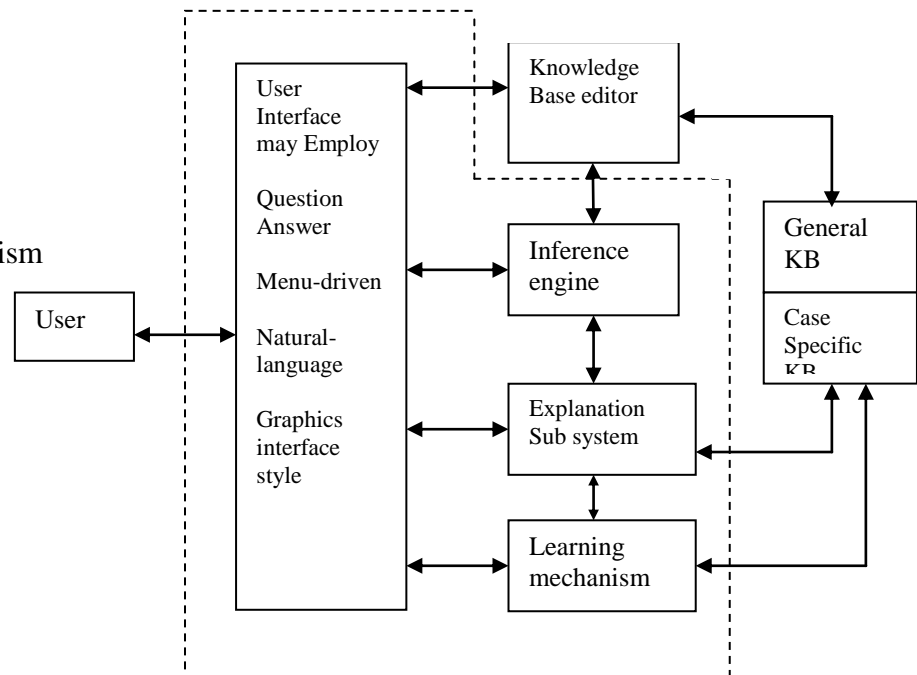 ism
User
User
Interface
may Employ
Question
Answer
Menu-driven
Natural-
language
Graphics
interface
style
Knowledge
Base editor
Inference
engine
Explanation
Sub system
Learning
mechanism
General
KB
Case
Specific
KB